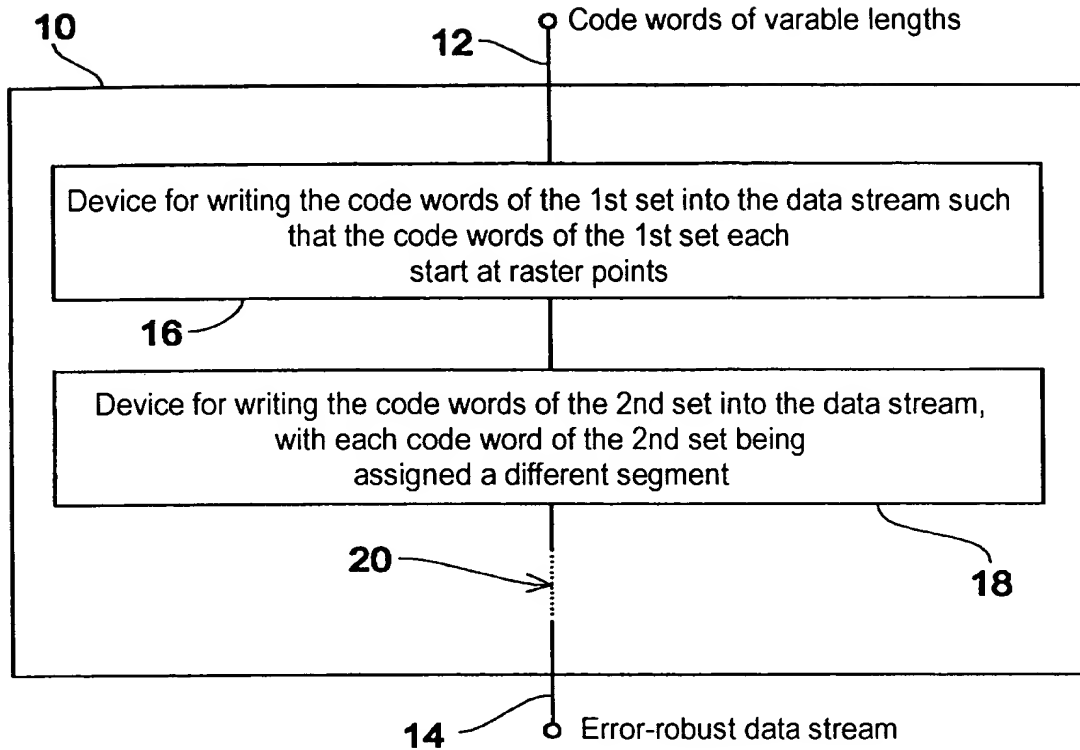 Code words of varable lengths
10
12
Device for writing the code words of the 1st set into the data stream such
that the code words of the 1st set each
start at raster points
16
Device for writing the code words of the 2nd set into the data stream,
with each code word of the 2nd set being
assigned a different segment
20
18
14
Error-robust data stream